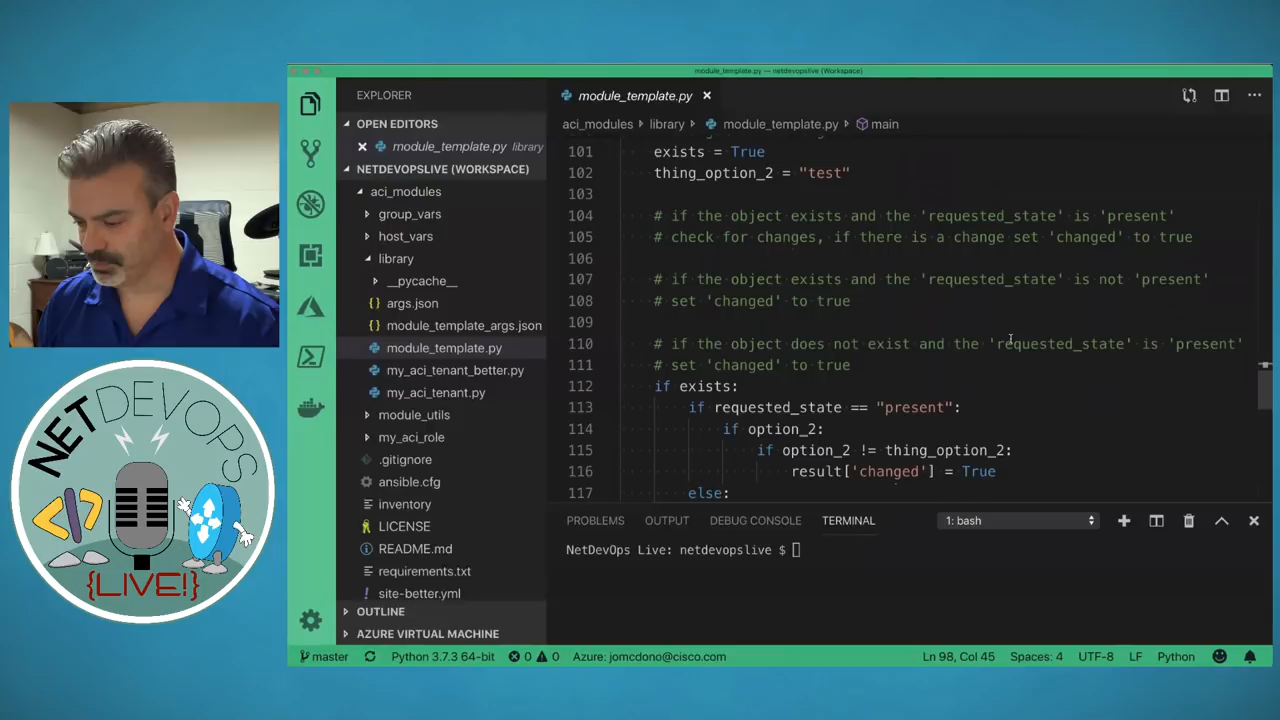 module_template.py — netdevopslive (Workspace)
EXPLORER
OPEN EDITORS
module_template.py library
NETDEVOPSLIVE (WORKSPACE)
aci_modules
group_vars
host_vars
library
__pycache__
args.json
module_template_args.json
module_template.py
my_aci_tenant_better.py
my_aci_tenant.py
module_utils
my_aci_role
.gitignore
ansible.cfg
inventory
LICENSE
README.md
requirements.txt
site-better.yml
OUTLINE
AZURE VIRTUAL MACHINE
module_template.py
aci_modules library module_template.py main
101 exists = True
102 thing_option_2 = "test"
103
104 # if the object exists and the 'requested_state' is 'present'
105 # check for changes, if there is a change set 'changed' to true
106
107 # if the object exists and the 'requested_state' is not 'present'
108 # set 'changed' to true
109
110 # if the object does not exist and the 'requested_state' is 'present'
111 # set 'changed' to true
112 if exists:
113 if requested_state == "present":
114 if option_2:
115 if option_2 != thing_option_2:
116 result['changed'] = True
117 else:
PROBLEMS OUTPUT DEBUG CONSOLE TERMINAL 1: bash
NetDevOps Live: netdevopslive $
master Python 3.7.3 64-bit 0 0 Azure: jomcdono@cisco.com Ln 98, Col 45 Spaces: 4 UTF-8 LF Python
NETDEVOPS
</>
{LIVE!}